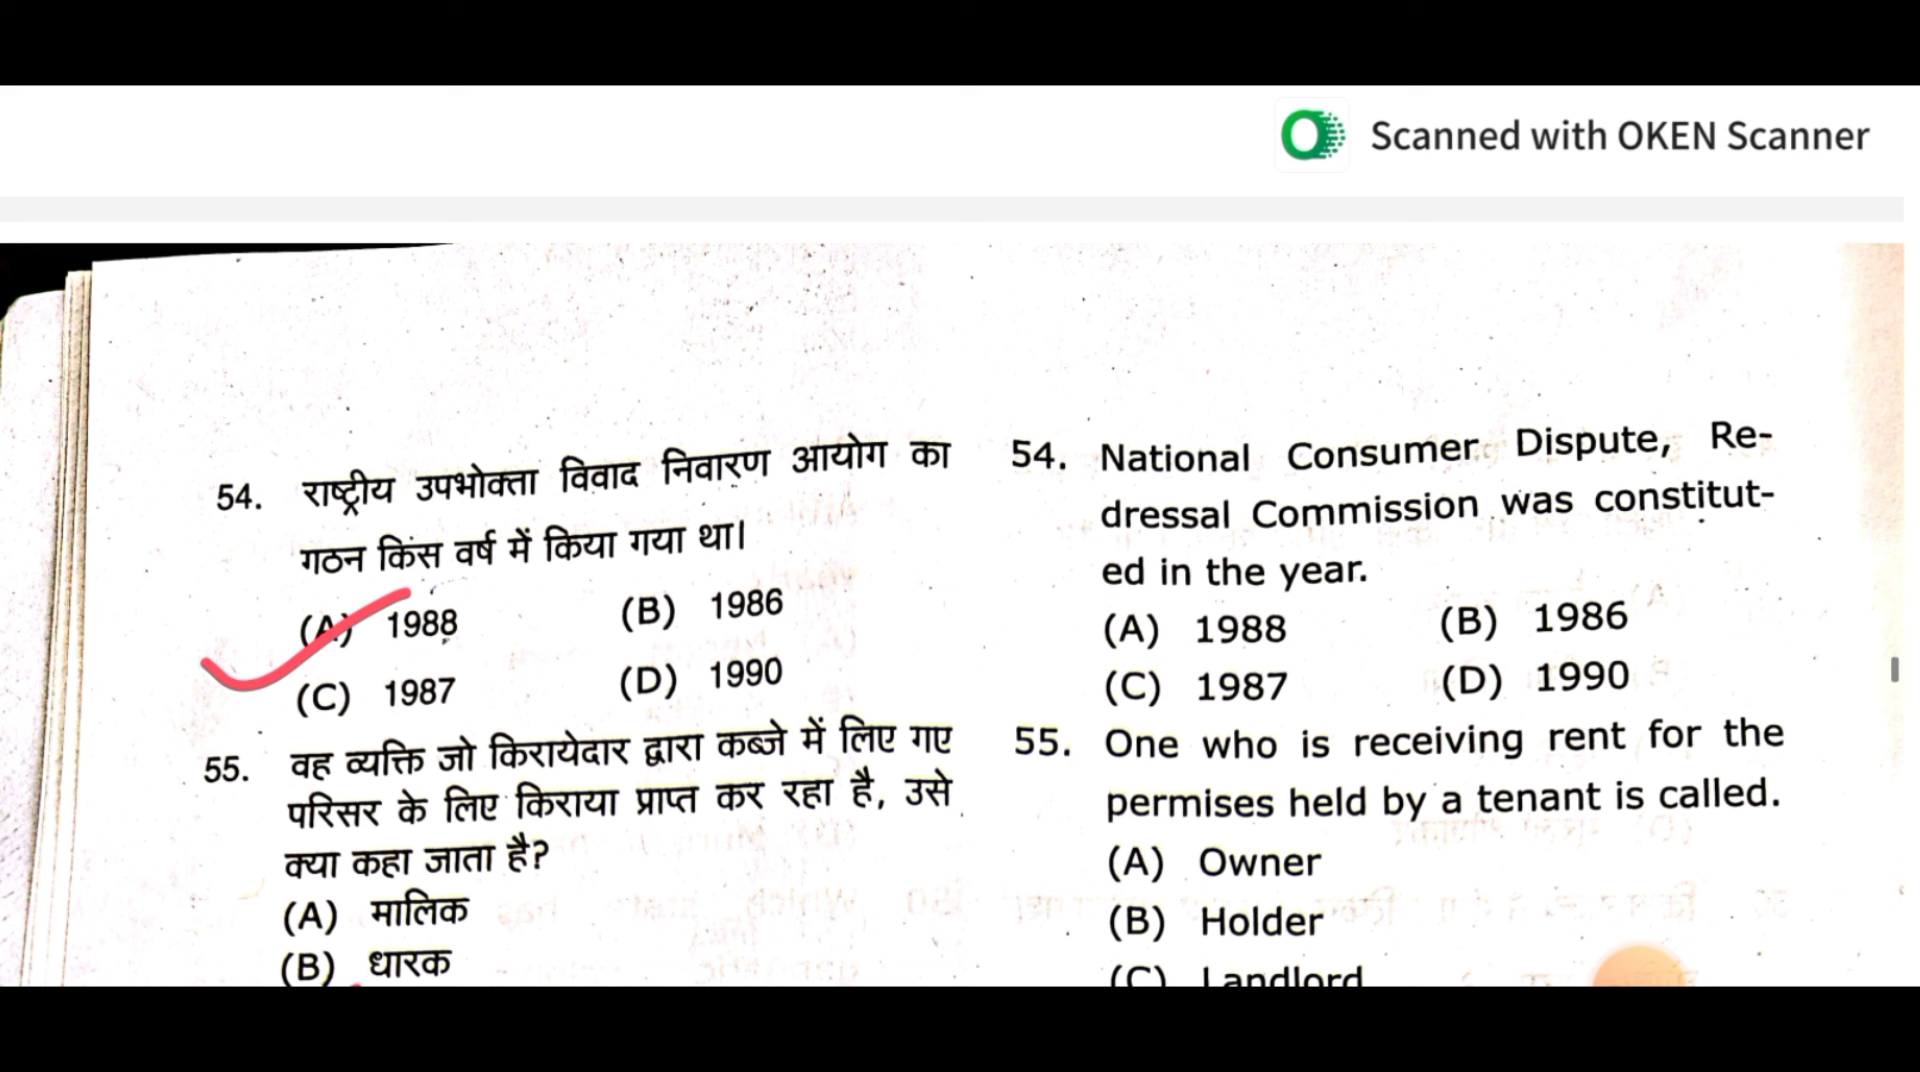 Scanned with OKEN Scanner
54. राष्ट्रीय उपभोक्ता विवाद निवारण आयोग का
गठन किस वर्ष में किया गया था।
(A) 1988 (B) 1986
(C) 1987 (D) 1990
55. वह व्यक्ति जो किरायेदार द्वारा कब्जे में लिए गए
परिसर के लिए किराया प्राप्त कर रहा है, उसे
क्या कहा जाता है?
(A) मालिक
(B) धारक
54. National Consumer Dispute, Re-
dressal Commission was constitut-
ed in the year.
(A) 1988 (B) 1986
(C) 1987 (D) 1990
55. One who is receiving rent for the
permises held by a tenant is called.
(A) Owner
(B) Holder
(C) Landlord